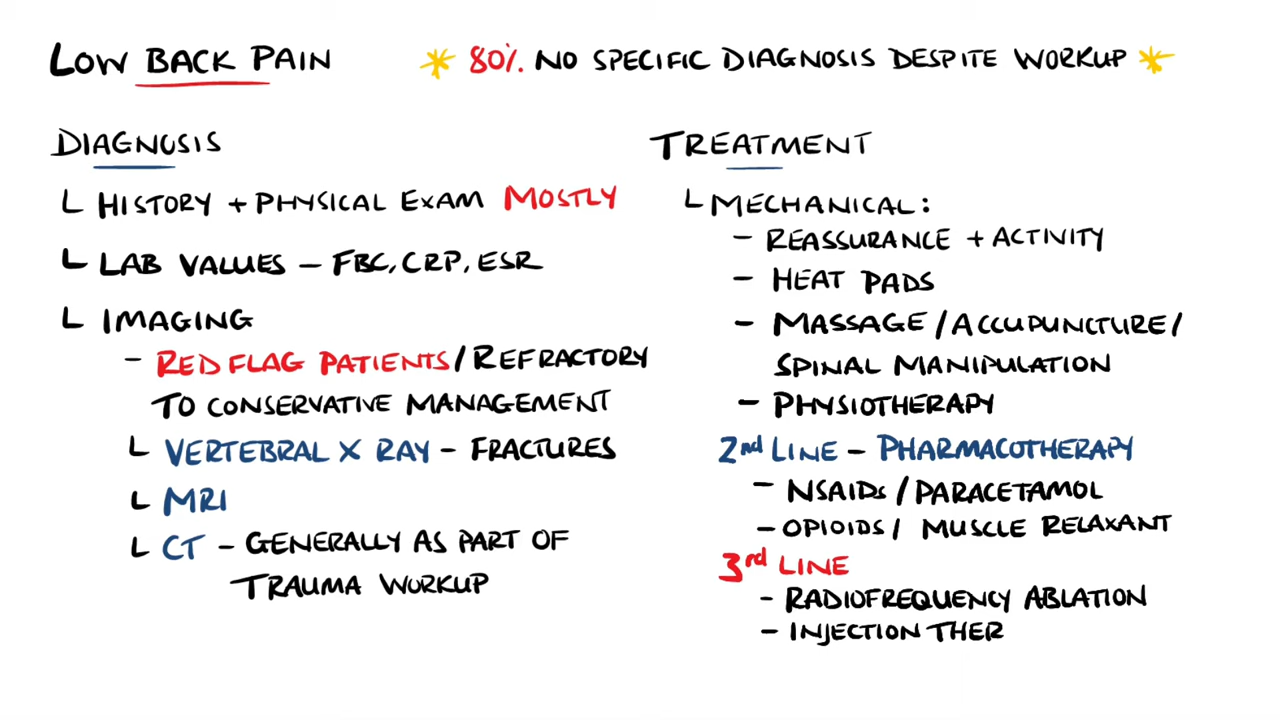 LOW BACK PAIN
80% NO SPECIFIC DIAGNOSIS DESPITE WORKUP
DIAGNOSIS
HISTORY + PHYSICAL EXAM MOSTLY
LAB VALUES – FBC, CRP, ESR
IMAGING
– RED FLAG PATIENTS / REFRACTORY
TO CONSERVATIVE MANAGEMENT
VERTEBRAL X RAY – FRACTURES
MRI
CT – GENERALLY AS PART OF
TRAUMA WORKUP
TREATMENT
MECHANICAL:
– REASSURANCE + ACTIVITY
– HEAT PADS
– MASSAGE / ACCUPUNCTURE /
SPINAL MANIPULATION
– PHYSIOTHERAPY
2nd LINE – PHARMACOTHERAPY
– NSAIDs / PARACETAMOL
– OPIOIDS / MUSCLE RELAXANT
3rd LINE
– RADIOFREQUENCY ABLATION
– INJECTION THER